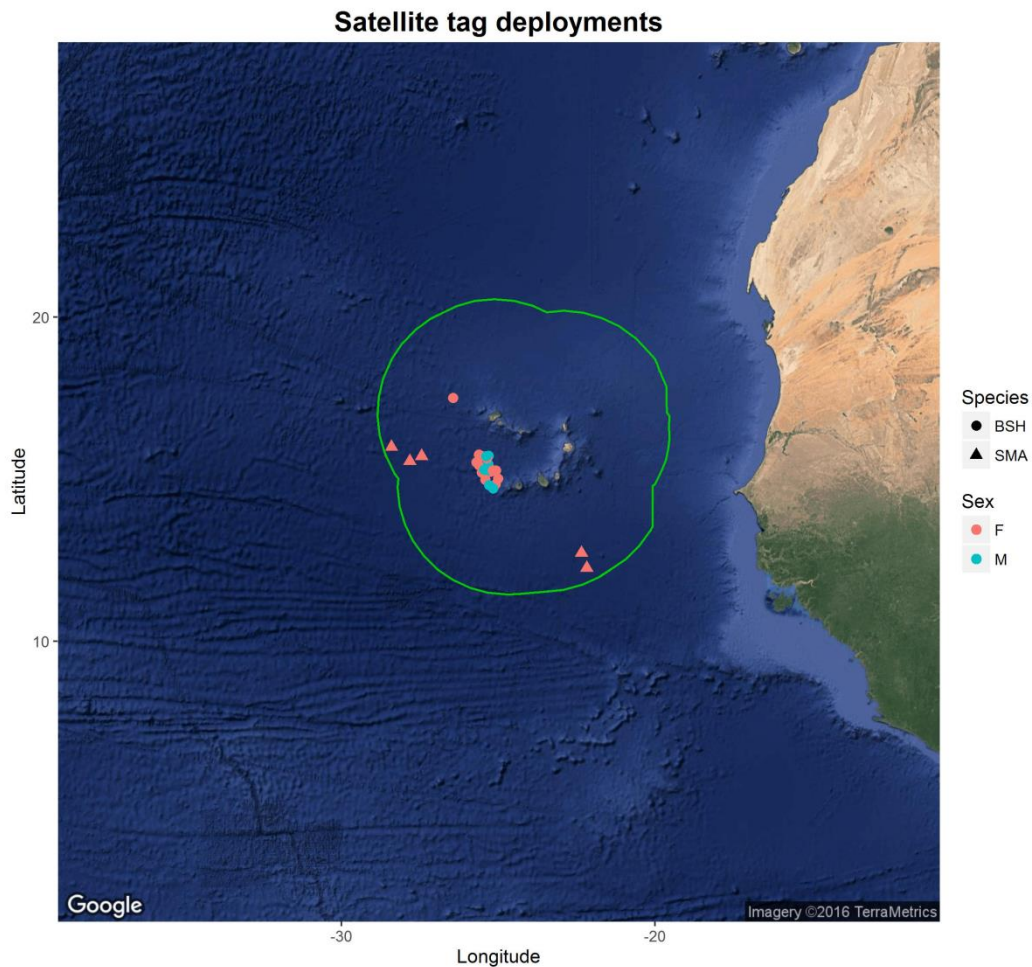 Satellite tag deployments
Latitude
20
10
-30
-20
Longitude
Species
BSH
SMA
Sex
F
M
Google
Imagery ©2016 TerraMetrics